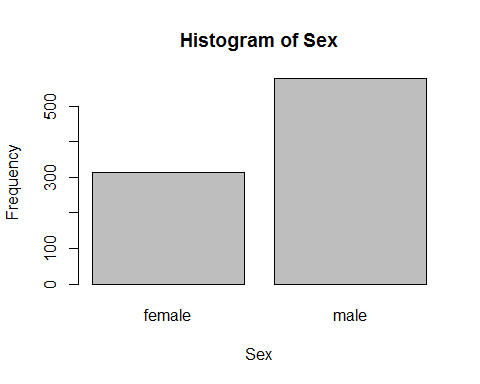 Histogram of Sex
Frequency
500
300
100
0
female male
Sex